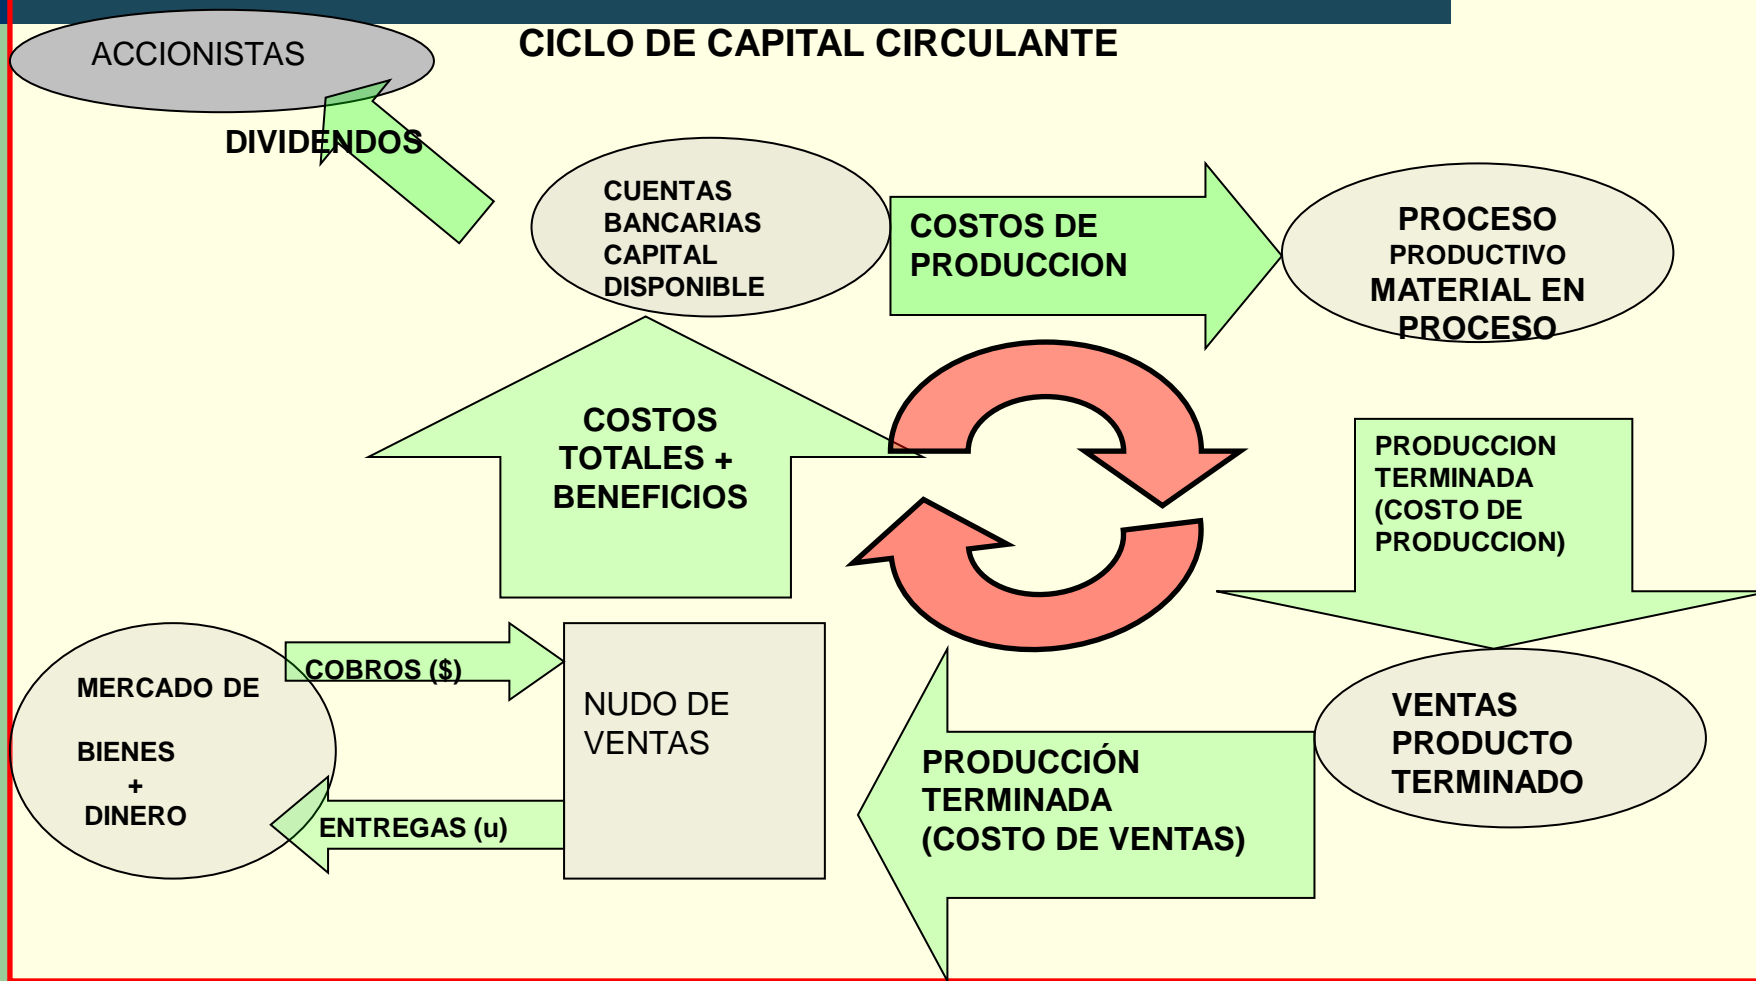 CICLO DE CAPITAL CIRCULANTE
ACCIONISTAS
DIVIDENDOS
CUENTAS
BANCARIAS
CAPITAL
DISPONIBLE
COSTOS DE
PRODUCCION
PROCESO
PRODUCTIVO
MATERIAL EN
PROCESO
COSTOS
TOTALES +
BENEFICIOS
PRODUCCION
TERMINADA
(COSTO DE
PRODUCCION)
MERCADO DE
BIENES
+
DINERO
COBROS ($)
ENTREGAS (u)
NUDO DE
VENTAS
PRODUCCIÓN
TERMINADA
(COSTO DE VENTAS)
VENTAS
PRODUCTO
TERMINADO